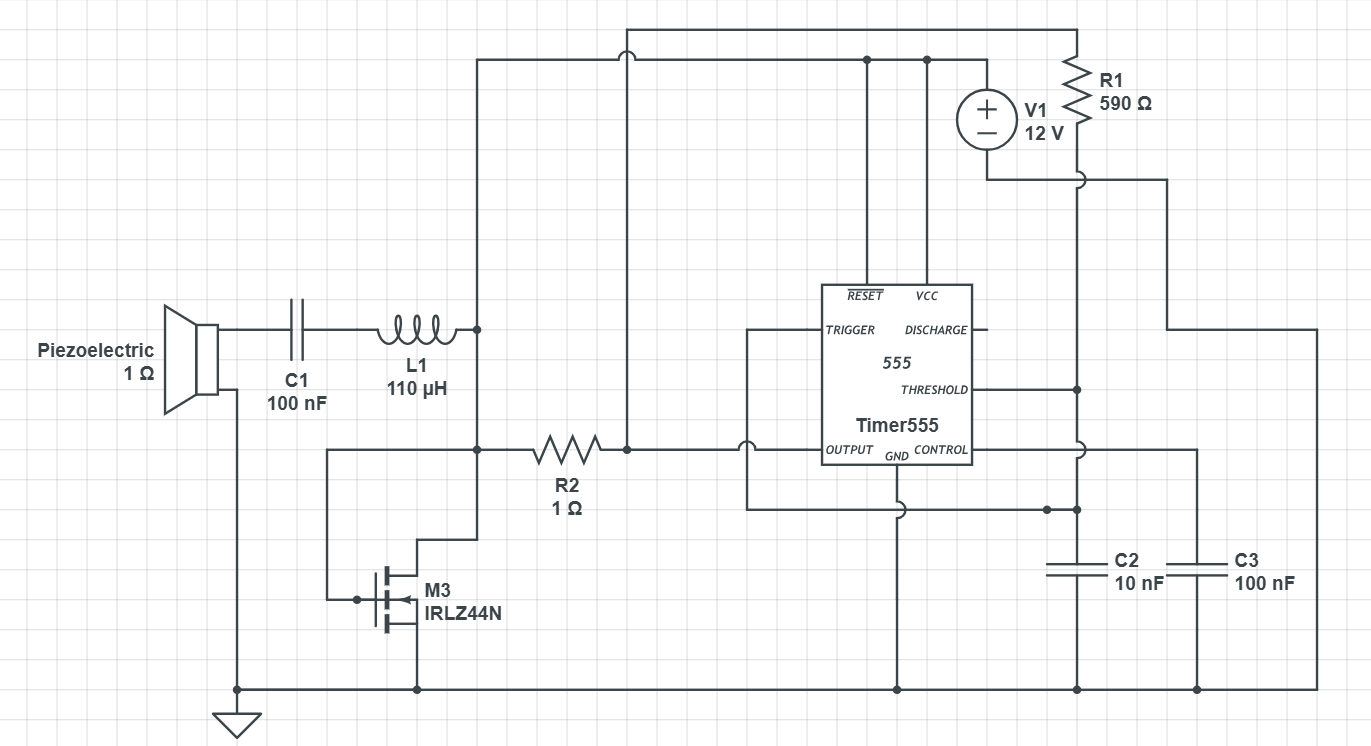 R1
590 Ω
V1
12 V
RESET
VCC
TRIGGER
DISCHARGE
555
THRESHOLD
Timer555
OUTPUT
GND
CONTROL
Piezoelectric
1 Ω
C1
100 nF
L1
110 µH
R2
1 Ω
M3
IRLZ44N
C2
10 nF
C3
100 nF